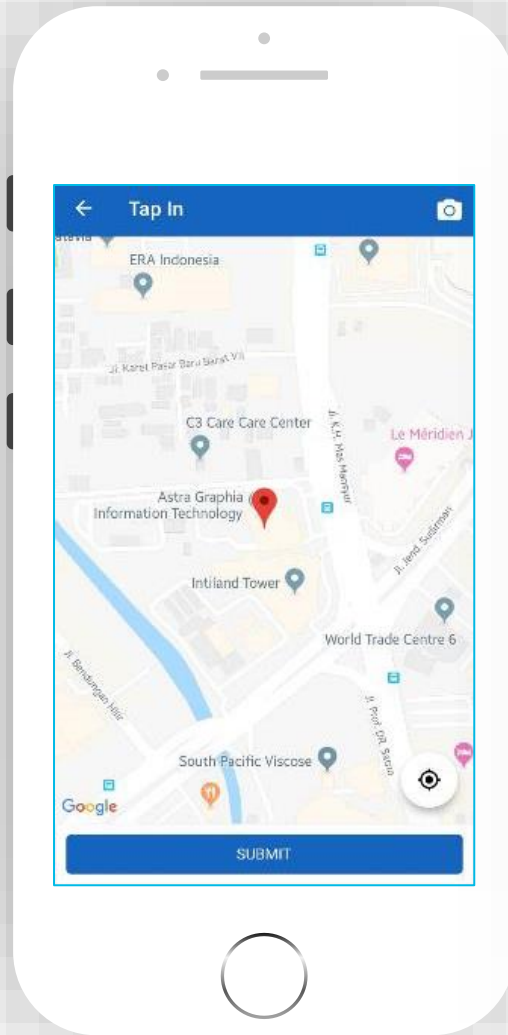 Tap In
ERA Indonesia
Jl. Karet Pasar Baru Barat VII
C3 Care Care Center
Le Méridien J
Jl. K.H. Mas Mansyur
Astra Graphia
Information Technology
Jl. Jend. Sudirman
Intiland Tower
World Trade Centre 6
Jl. Bendungan Hilir
Jl. Prof. DR. Satrio
South Pacific Viscose
Google
SUBMIT